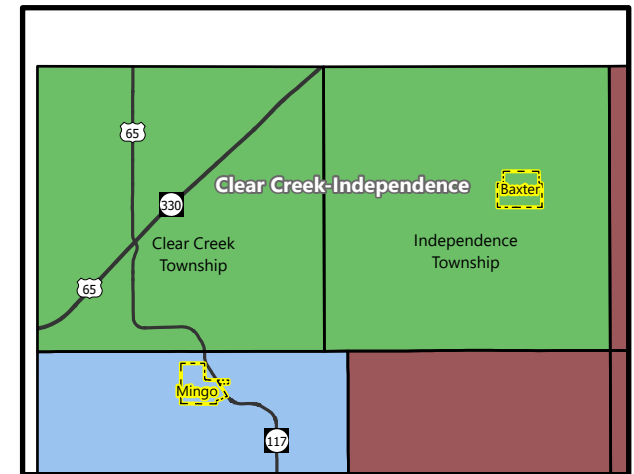 65
Clear Creek-Independence
Baxter
330
Clear Creek
Township
Independence
Township
65
Mingo
117